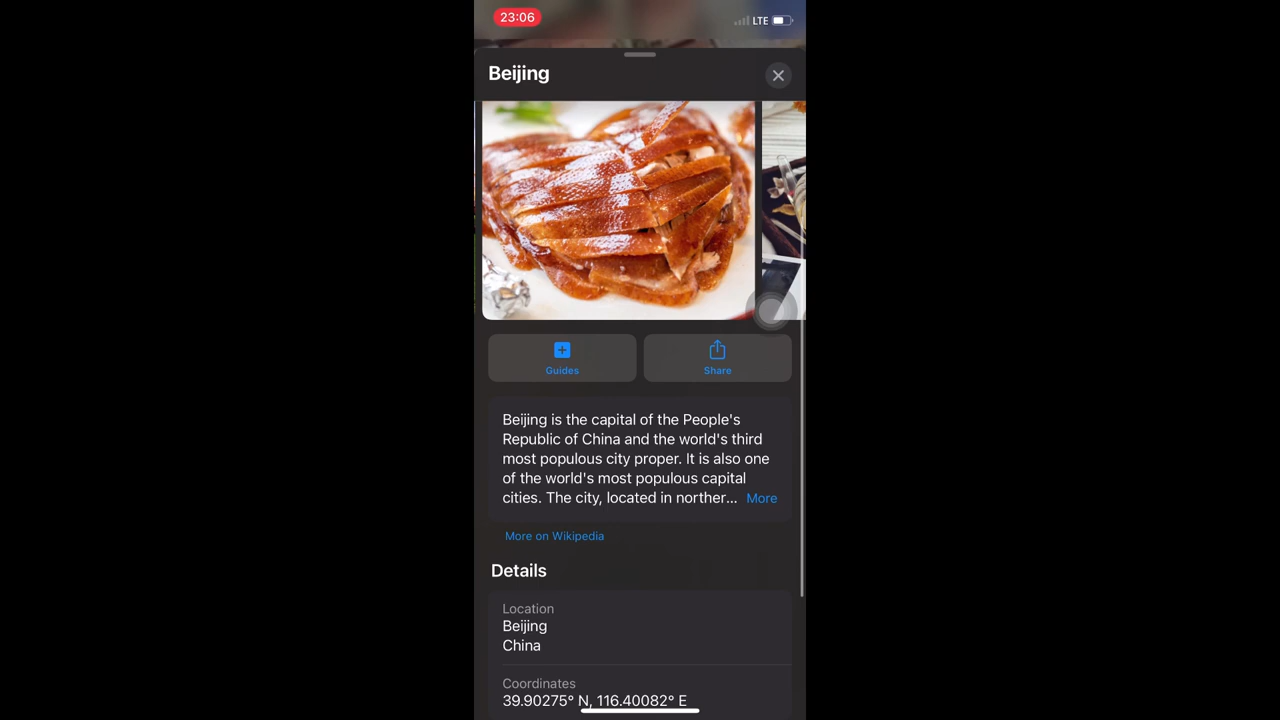 23:06
LTE
Beijing
Guides
Share
Beijing is the capital of the People's
Republic of China and the world's third
most populous city proper. It is also one
of the world's most populous capital
cities. The city, located in norther... More
More on Wikipedia
Details
Location
Beijing
China
Coordinates
39.90275° N, 116.40082° E